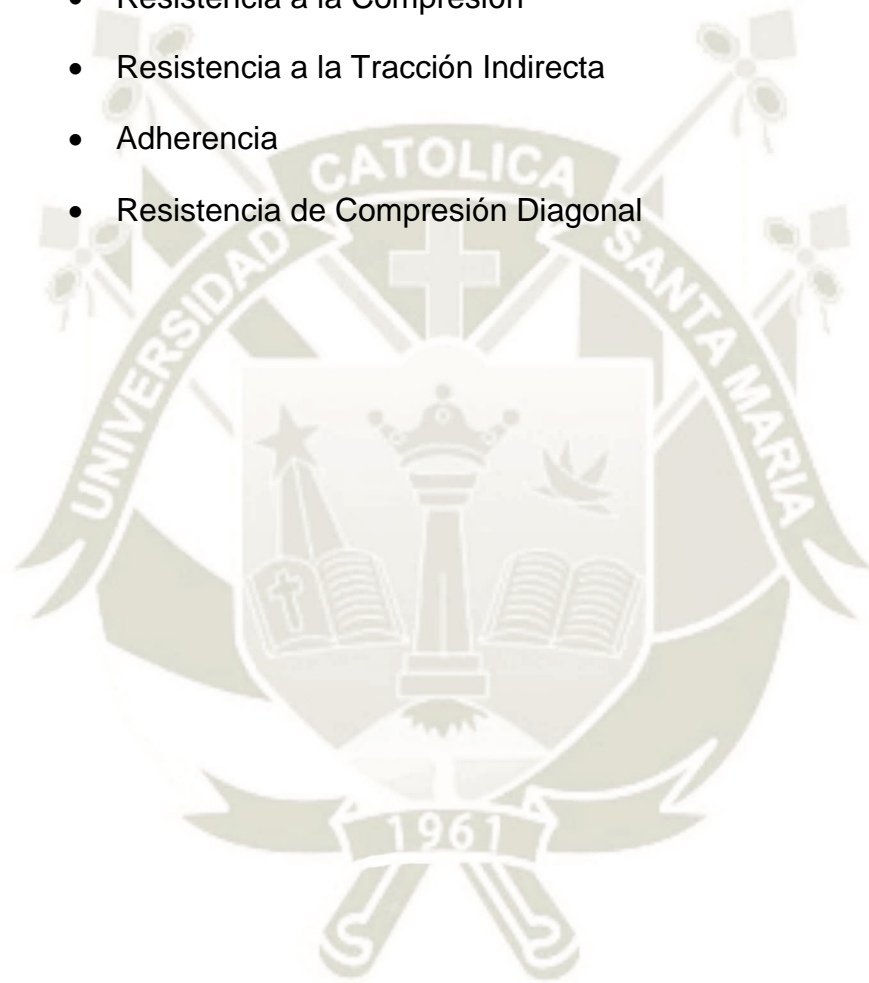 • Resistencia a la Compresión
• Resistencia a la Tracción Indirecta
• Adherencia
• Resistencia de Compresión Diagonal
UNIVERSIDAD CATOLICA SANTA MARIA
1961